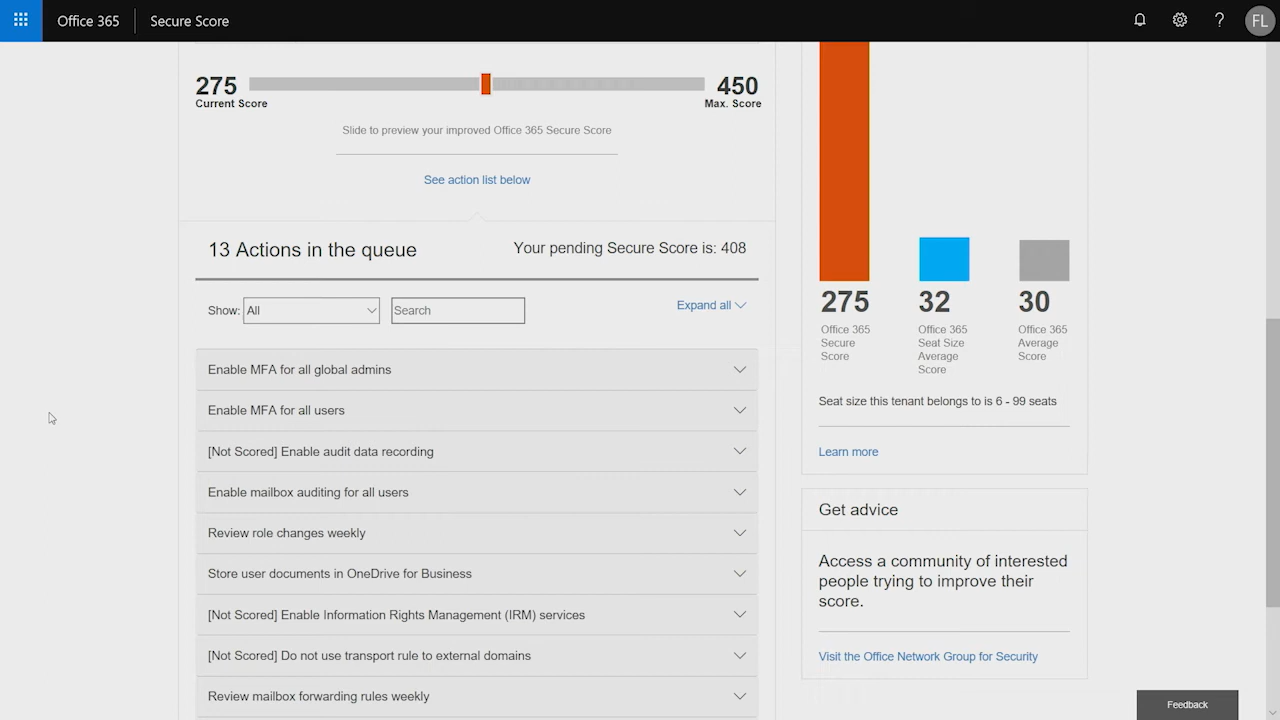 Office 365
Secure Score
FL
275
450
Current Score
Max. Score
Slide to preview your improved Office 365 Secure Score
See action list below
13 Actions in the queue
Your pending Secure Score is: 408
Show:
All
Search
Expand all
Enable MFA for all global admins
Enable MFA for all users
[Not Scored] Enable audit data recording
Enable mailbox auditing for all users
Review role changes weekly
Store user documents in OneDrive for Business
[Not Scored] Enable Information Rights Management (IRM) services
[Not Scored] Do not use transport rule to external domains
Review mailbox forwarding rules weekly
275
Office 365
Secure
Score
32
Office 365
Seat Size
Average
Score
30
Office 365
Average
Score
Seat size this tenant belongs to is 6 - 99 seats
Learn more
Get advice
Access a community of interested
people trying to improve their
score.
Visit the Office Network Group for Security
Feedback